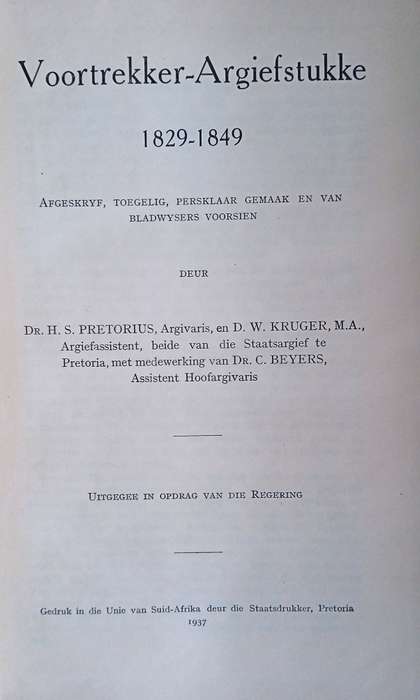 Voortrekker-Argiefstukke
1829-1849
Afgeskryf, toegelig, persklaar gemaak en van
bladwysers voorsien
deur
Dr. H. S. PRETORIUS, Argivaris, en D. W. KRUGER, M.A.,
Argiefassistent, beide van die Staatsargief te
Pretoria, met medewerking van Dr. C. BEYERS,
Assistent Hoofargivaris
Uitgegee in opdrag van die Regering
Gedruk in die Unie van Suid-Afrika deur die Staatsdrukker, Pretoria
1937